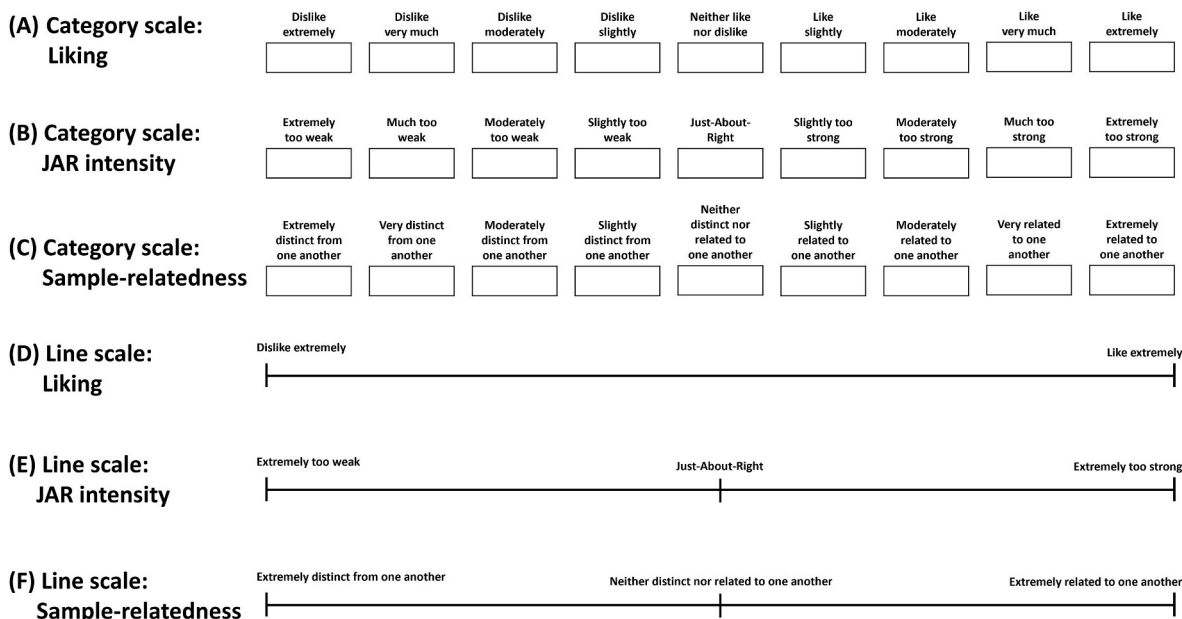 (A) Category scale:
Liking
Dislike extremely
Dislike very much
Dislike moderately
Dislike slightly
Neither like nor dislike
Like slightly
Like moderately
Like very much
Like extremely
(B) Category scale:
JAR intensity
Extremely too weak
Much too weak
Moderately too weak
Slightly too weak
Just-About-Right
Slightly too strong
Moderately too strong
Much too strong
Extremely too strong
(C) Category scale:
Sample-relatedness
Extremely distinct from one another
Very distinct from one another
Moderately distinct from one another
Slightly distinct from one another
Neither distinct nor related to one another
Slightly related to one another
Moderately related to one another
Very related to one another
Extremely related to one another
(D) Line scale:
Liking
Dislike extremely
Like extremely
(E) Line scale:
JAR intensity
Extremely too weak
Just-About-Right
Extremely too strong
(F) Line scale:
Sample-relatedness
Extremely distinct from one another
Neither distinct nor related to one another
Extremely related to one another